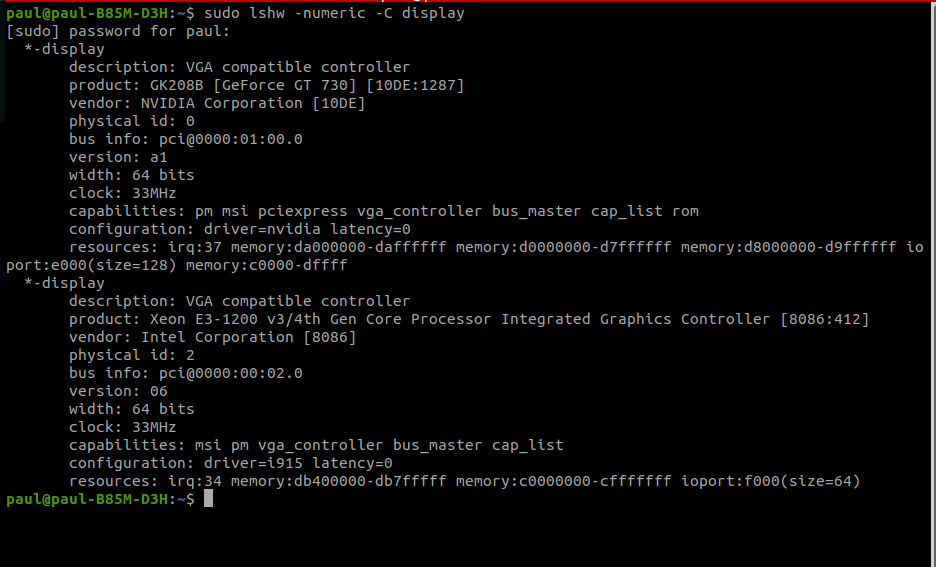 paul@paul-B85M-D3H:~$ sudo lshw -numeric -C display
[sudo] password for paul:
  *-display
       description: VGA compatible controller
       product: GK208B [GeForce GT 730] [10DE:1287]
       vendor: NVIDIA Corporation [10DE]
       physical id: 0
       bus info: pci@0000:01:00.0
       version: a1
       width: 64 bits
       clock: 33MHz
       capabilities: pm msi pciexpress vga_controller bus_master cap_list rom
       configuration: driver=nvidia latency=0
       resources: irq:37 memory:da000000-daffffff memory:d0000000-d7ffffff memory:d8000000-d9ffffff io
port:e000(size=128) memory:c0000-dffff
  *-display
       description: VGA compatible controller
       product: Xeon E3-1200 v3/4th Gen Core Processor Integrated Graphics Controller [8086:412]
       vendor: Intel Corporation [8086]
       physical id: 2
       bus info: pci@0000:00:02.0
       version: 06
       width: 64 bits
       clock: 33MHz
       capabilities: msi pm vga_controller bus_master cap_list
       configuration: driver=i915 latency=0
       resources: irq:34 memory:db400000-db7fffff memory:c0000000-cfffffff ioport:f000(size=64)
paul@paul-B85M-D3H:~$